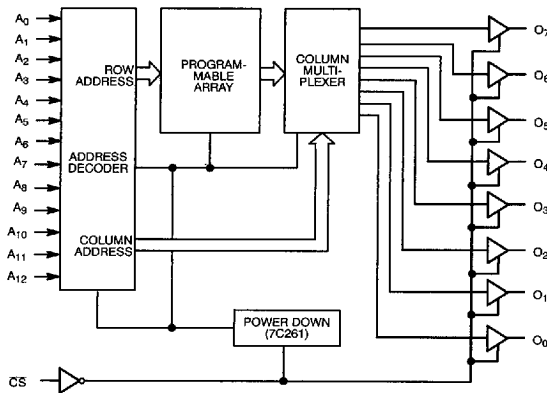 A0
A1
A2
A3
A4
A5
A6
A7
A8
A9
A10
A11
A12
ROW
ADDRESS
ADDRESS
DECODER
COLUMN
ADDRESS
PROGRAM-
MABLE
ARRAY
COLUMN
MULTI-
PLEXER
POWER DOWN
(7C261)
O7
O6
O5
O4
O3
O2
O1
O0
C̅S̅